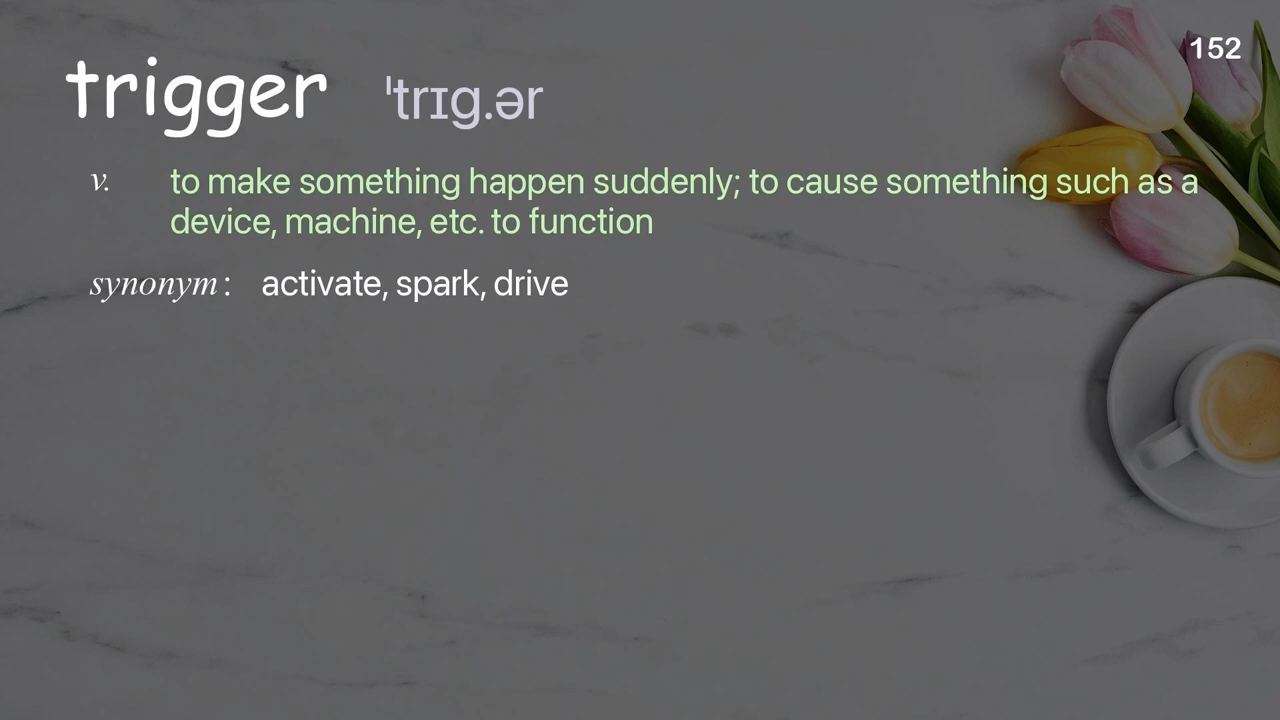 152
trigger ˈtrɪg.ər
v. to make something happen suddenly; to cause something such as a
device, machine, etc. to function
synonym: activate, spark, drive